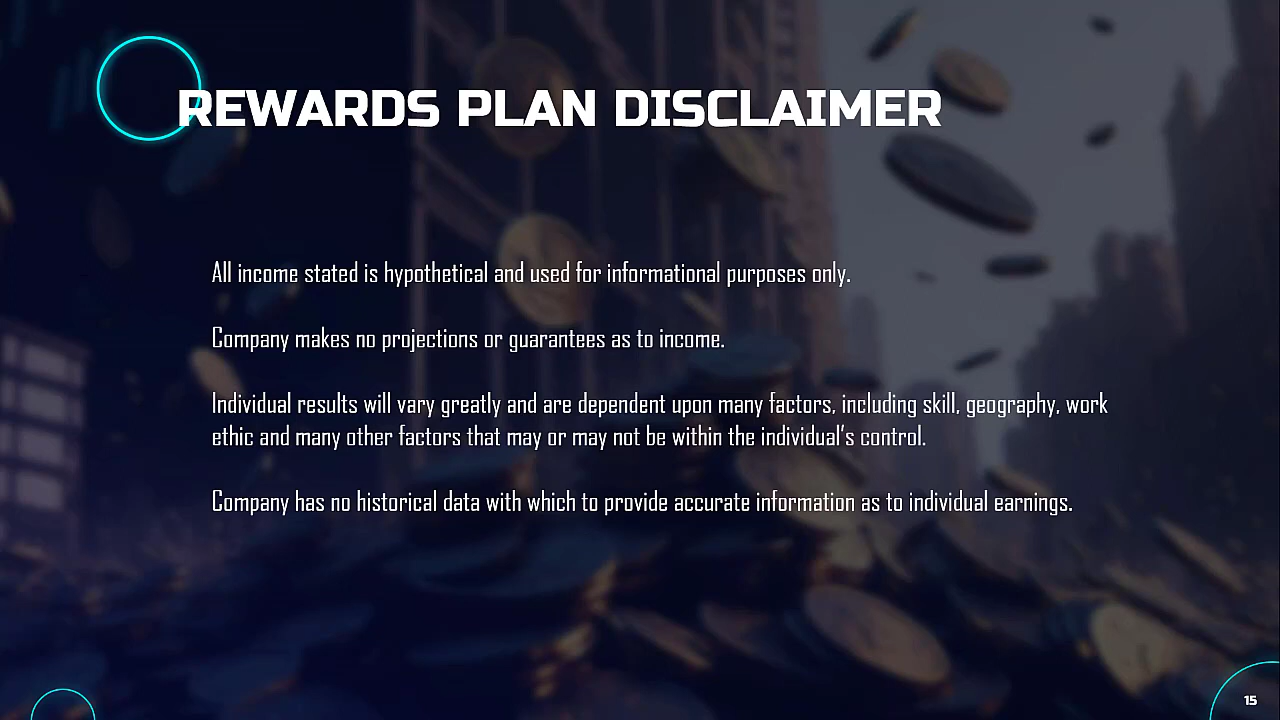 REWARDS PLAN DISCLAIMER
All income stated is hypothetical and used for informational purposes only.
Company makes no projections or guarantees as to income.
Individual results will vary greatly and are dependent upon many factors, including skill, geography, work
ethic and many other factors that may or may not be within the individual's control.
Company has no historical data with which to provide accurate information as to individual earnings.
15